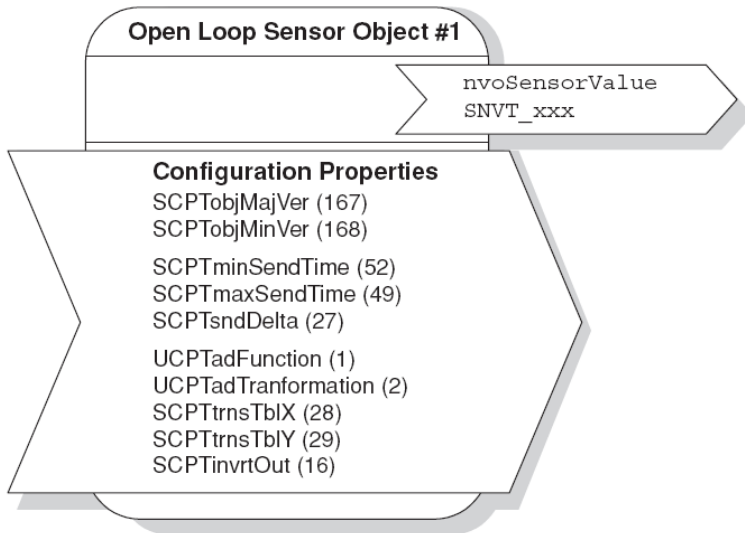 Open Loop Sensor Object #1
nvoSensorValue
SNVT_xxx
Configuration Properties
SCPTobjMajVer (167)
SCPTobjMinVer (168)
SCPTminSendTime (52)
SCPTmaxSendTime (49)
SCPTsndDelta (27)
UCPTadFunction (1)
UCPTadTranformation (2)
SCPTtrnsTblX (28)
SCPTtrnsTblY (29)
SCPTinvrtOut (16)